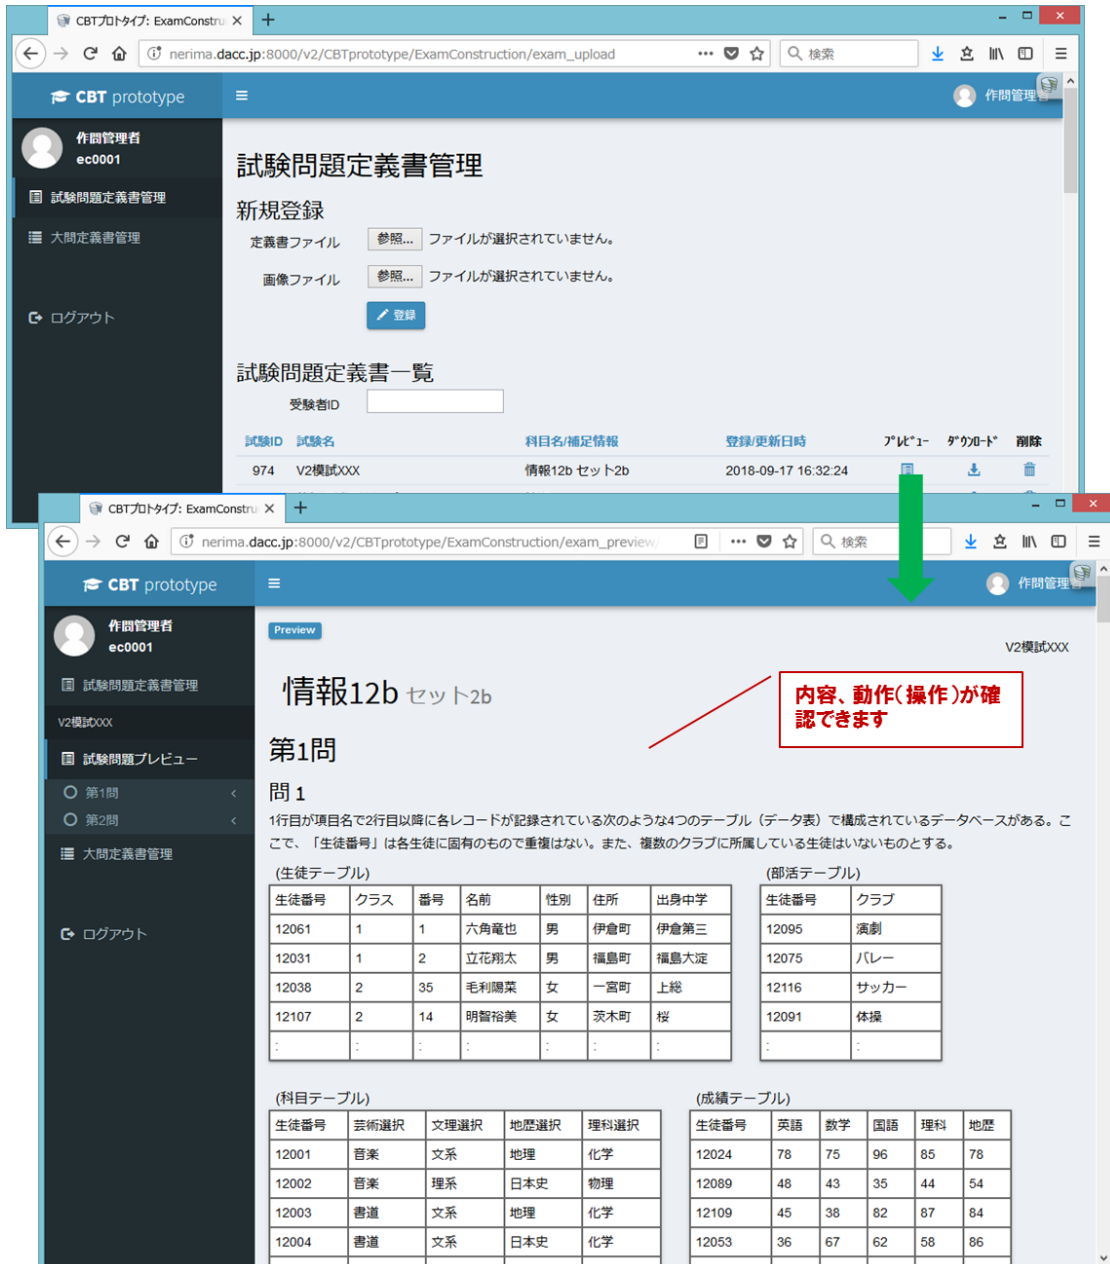 CBTプロトタイプ: ExamConstru
nerima.dacc.jp:8000/v2/CBTprototype/ExamConstruction/exam_upload
検索
CBT prototype
作問管理者
作問管理者
ec0001
試験問題定義書管理
大問定義書管理
ログアウト
試験問題定義書管理
新規登録
定義書ファイル 参照... ファイルが選択されていません。
画像ファイル 参照... ファイルが選択されていません。
登録
試験問題定義書一覧
受験者ID
試験ID 試験名 科目名/補足情報 登録/更新日時 プレビュー ダウンロード 削除
974 V2模試XXX 情報12b セット2b 2018-09-17 16:32:24
CBTプロトタイプ: ExamConstru
nerima.dacc.jp:8000/v2/CBTprototype/ExamConstruction/exam_preview/
検索
CBT prototype
作問管理者
作問管理者
ec0001
試験問題定義書管理
V2模試XXX
試験問題プレビュー
第1問
第2問
大問定義書管理
ログアウト
Preview
V2模試XXX
情報12b セット2b
内容、動作(操作)が確
認できます
第1問
問 1
1行目が項目名で2行目以降に各レコードが記録されている次のような4つのテーブル（データ表）で構成されているデータベースがある。こ
こで、「生徒番号」は各生徒に固有のもので重複はない。また、複数のクラブに所属している生徒はいないものとする。
(生徒テーブル)
生徒番号 クラス 番号 名前 性別 住所 出身中学
12061 1 1 六角竜也 男 伊倉町 伊倉第三
12031 1 2 立花翔太 男 福島町 福島大淀
12038 2 35 毛利陽菜 女 一宮町 上総
12107 2 14 明智裕美 女 茨木町 桜
: : : : : : :
(部活テーブル)
生徒番号 クラブ
12095 演劇
12075 バレー
12116 サッカー
12091 体操
: :
(科目テーブル)
生徒番号 芸術選択 文理選択 地歴選択 理科選択
12001 音楽 文系 地理 化学
12002 音楽 理系 日本史 物理
12003 書道 文系 地理 化学
12004 書道 文系 日本史 化学
(成績テーブル)
生徒番号 英語 数学 国語 理科 地歴
12024 78 75 96 85 78
12089 48 43 35 44 54
12109 45 38 82 87 84
12053 36 67 62 58 86